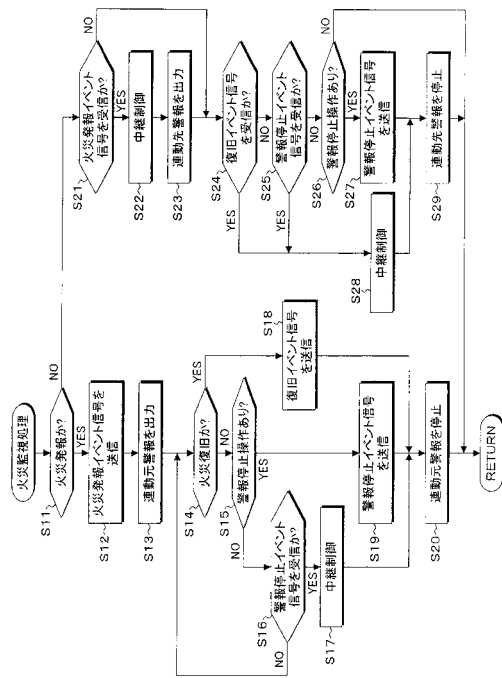 火災監視処理
S11
火災発報か?
NO
YES
S12
火災発報イベント信号を
送信
S13
連動元警報を出力
S14
火災復旧か?
YES
NO
S15
警報停止操作あり?
NO
YES
S16
警報停止イベント
信号を受信か?
NO
YES
S17
中継制御
S18
復旧イベント信号
を送信
S19
警報停止イベント信号
を送信
S20
連動元警報を停止
RETURN
S21
火災発報イベント
信号を受信か?
NO
YES
S22
中継制御
S23
連動先警報を出力
S24
復旧イベント信号
を受信か?
YES
NO
S25
警報停止イベント
信号を受信か?
YES
NO
S26
警報停止操作あり?
NO
YES
S27
警報停止イベント信号
を送信
S28
中継制御
S29
連動先警報を停止